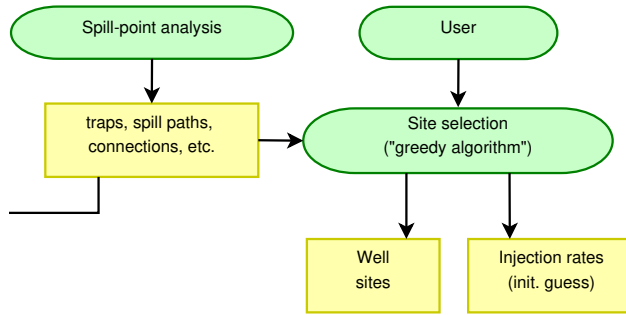 Spill-point analysis
User
traps, spill paths,
connections, etc.
Site selection
("greedy algorithm")
Well
sites
Injection rates
(init. guess)